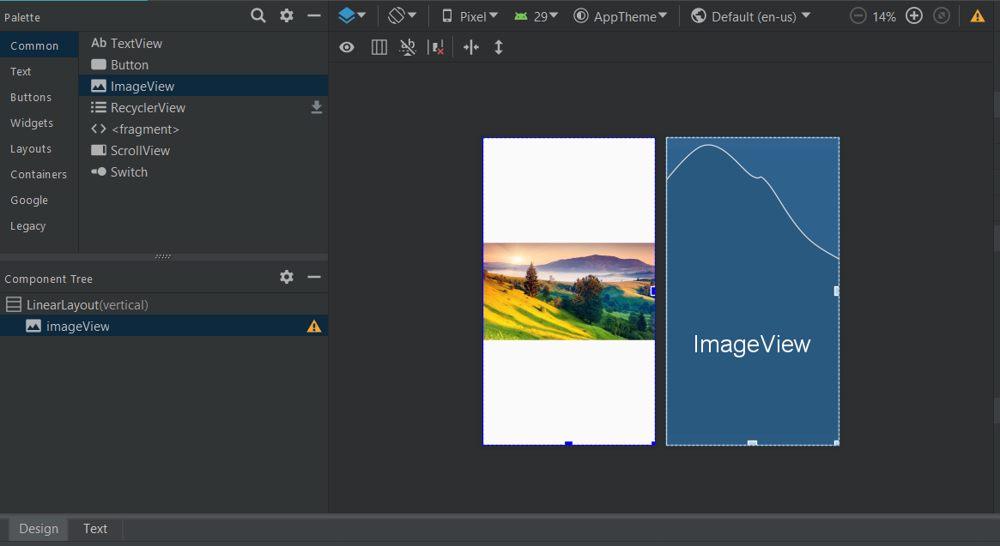 Palette
Pixel 29 AppTheme Default (en-us) 14%
Common
Text
Buttons
Widgets
Layouts
Containers
Google
Legacy
Ab TextView
Button
ImageView
RecyclerView
<fragment>
ScrollView
Switch
Component Tree
LinearLayout(vertical)
imageView
ImageView
Design Text